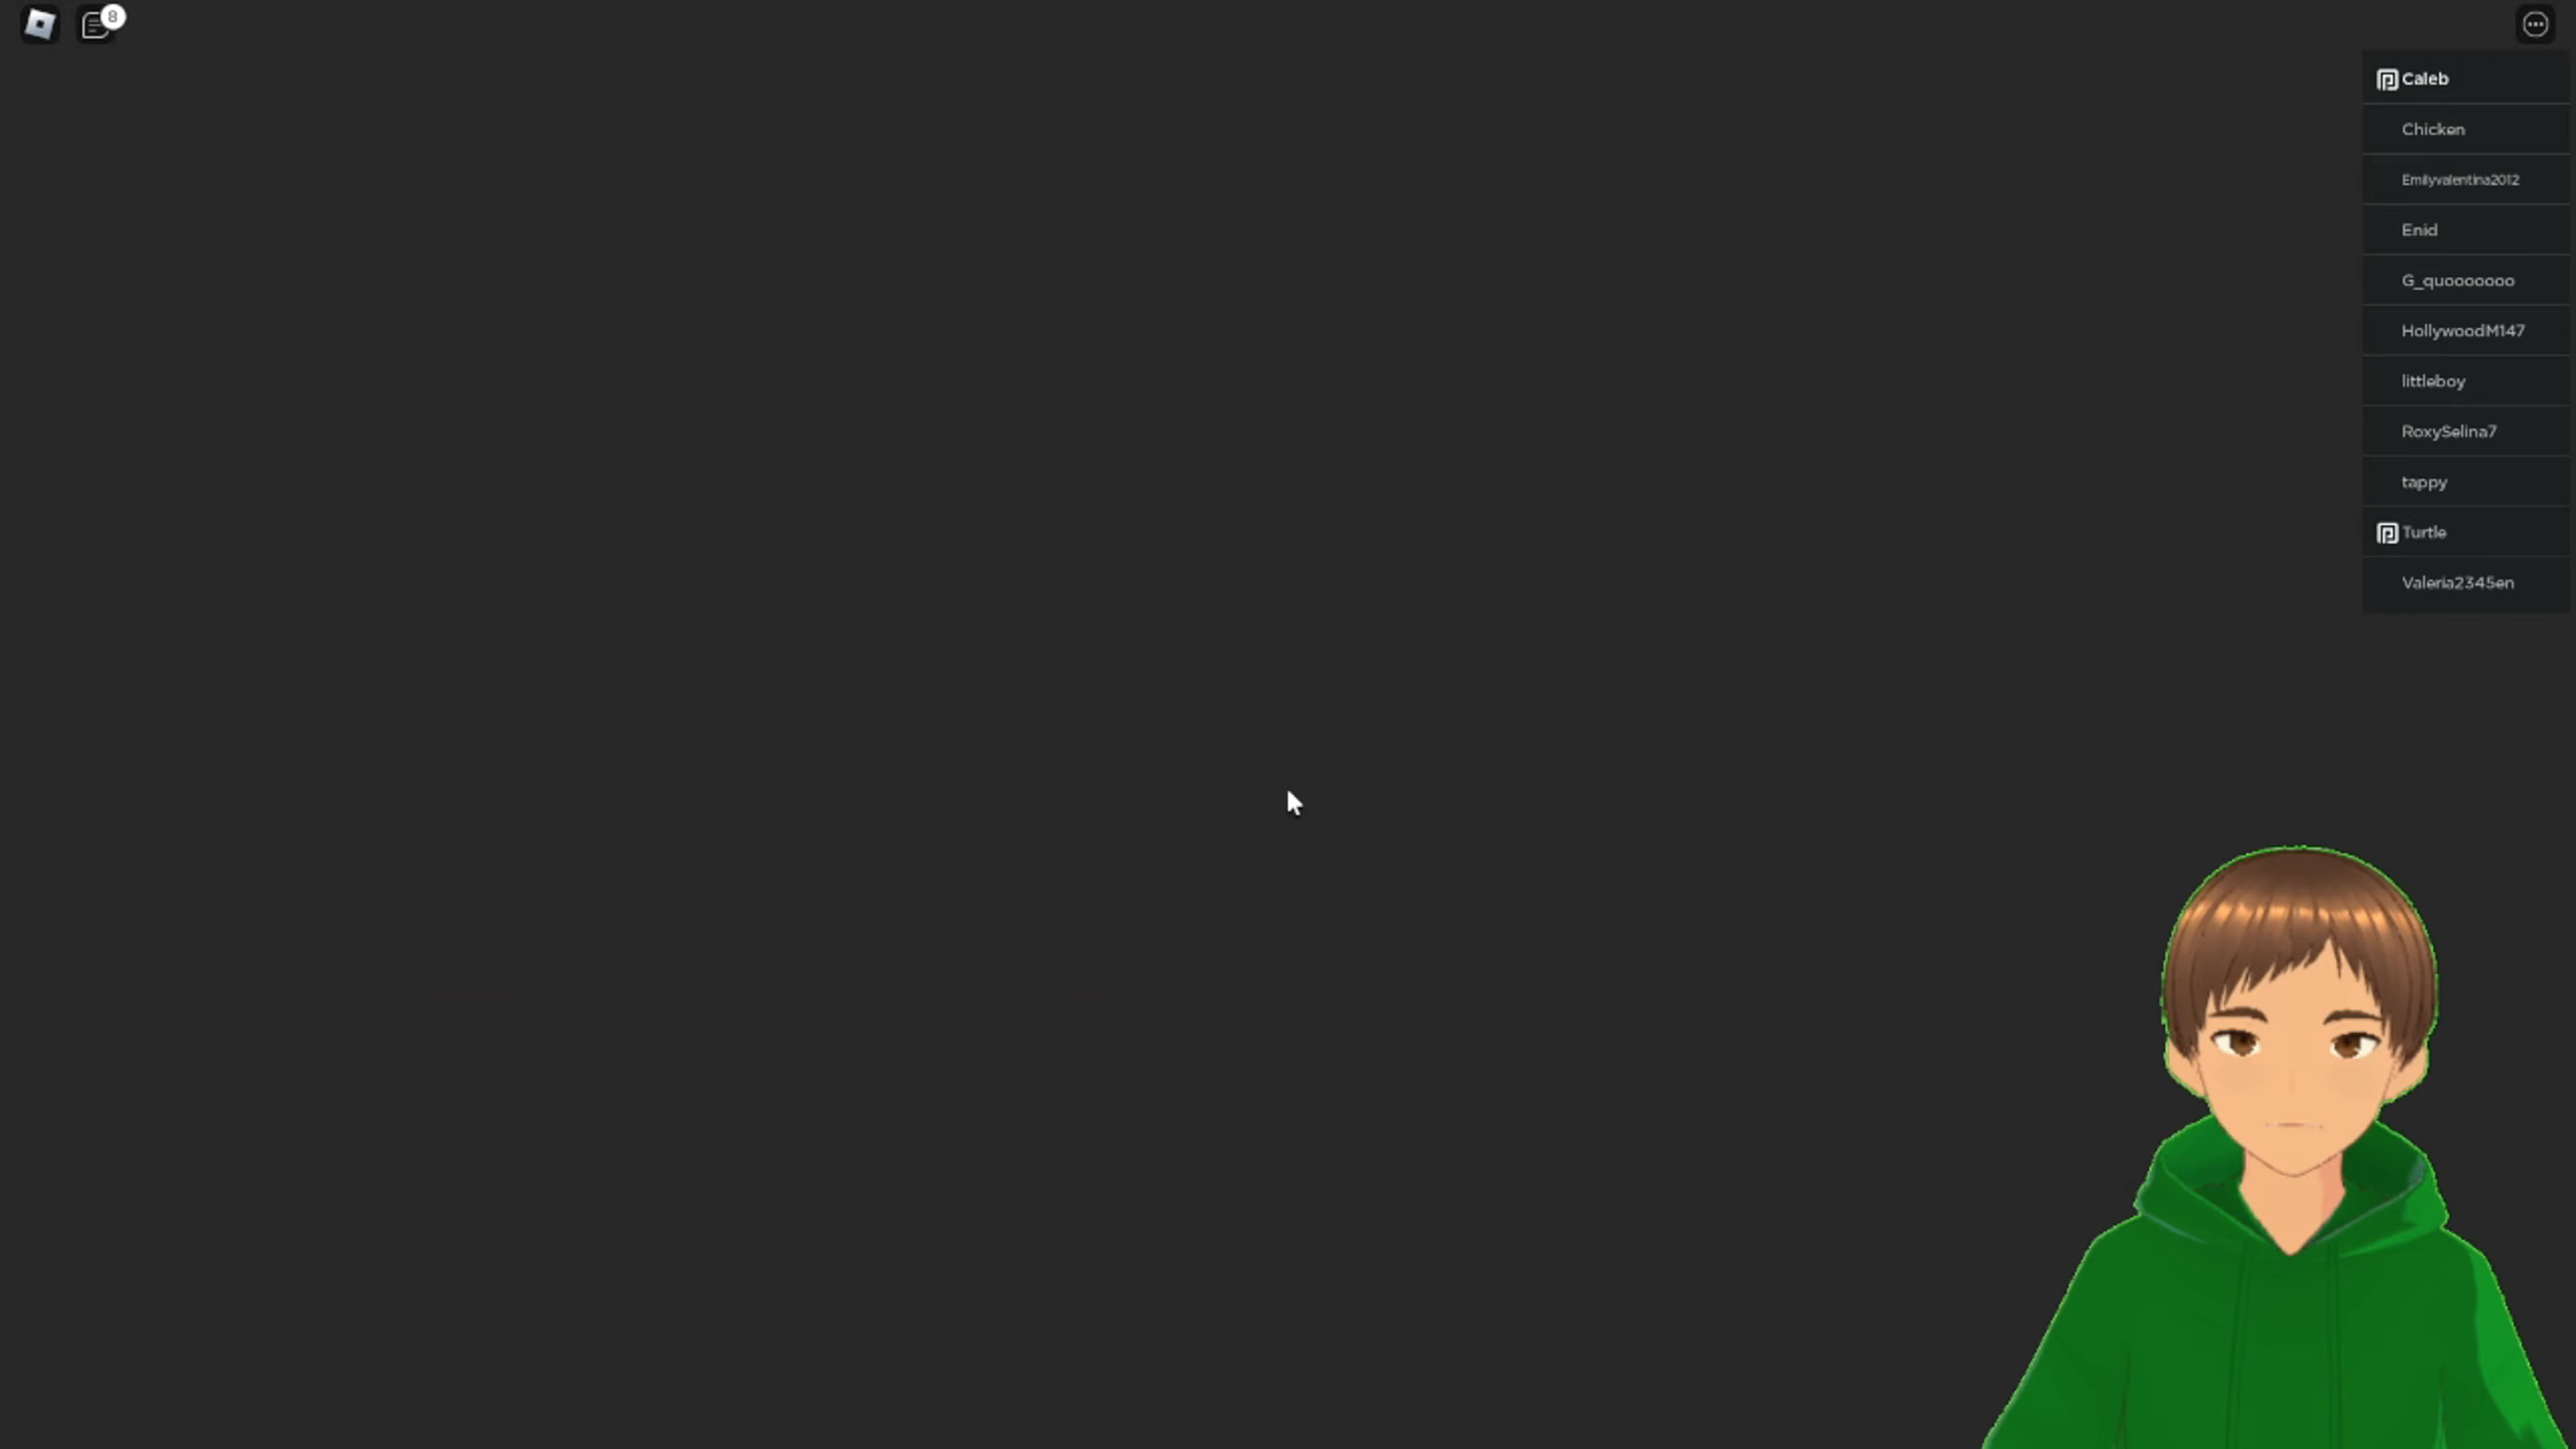 8
Caleb
Chicken
Emilyvalentina2012
Enid
G_quooooooo
HollywoodM147
littleboy
RoxySelina7
tappy
Turtle
Valeria2345en